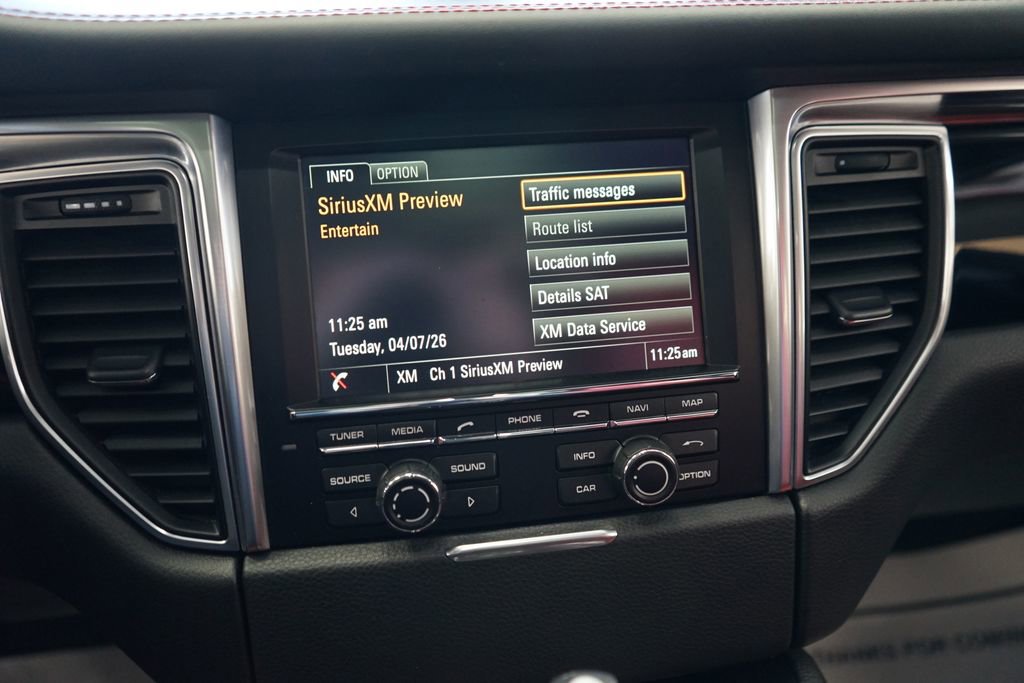 INFO OPTION
SiriusXM Preview
Entertain
Traffic messages
Route list
Location info
Details SAT
XM Data Service
11:25 am
Tuesday, 04/07/26
XM Ch 1 SiriusXM Preview 11:25am
TUNER MEDIA PHONE NAVI MAP
SOURCE SOUND INFO
CAR OPTION